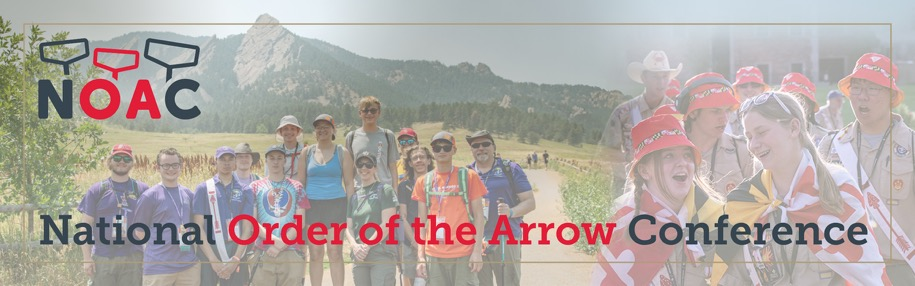 NOAC
National Order of the Arrow Conference